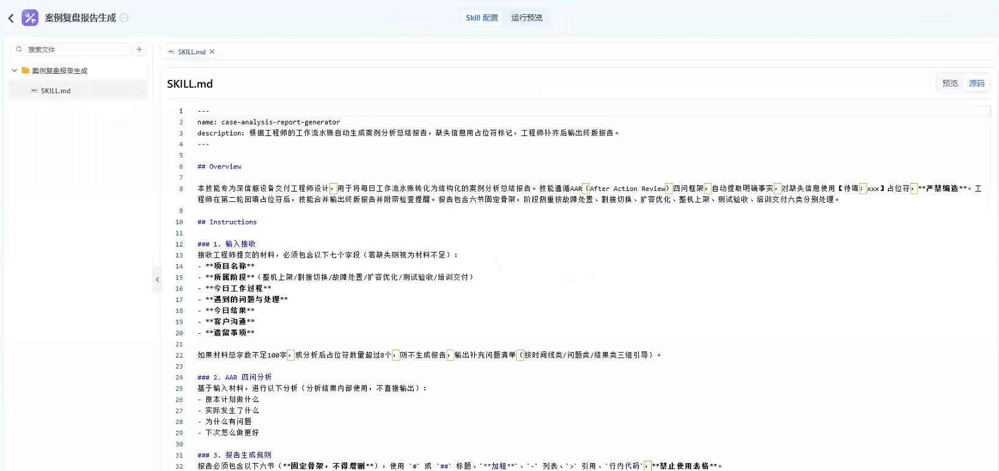 案例复盘报告生成
Skill 配置
运行预览
搜索文件
案例复盘报告生成
SKILL.md
SKILL.md
SKILL.md
预览
源码
1 ---
2 name: case-analysis-report-generator
3 description: 根据工程师的工作流水账自动生成案例分析总结报告，缺失信息用占位符标记，工程师补齐后输出终版报告。
4 ---
5
6 ## Overview
7
8 本技能专为深信服设备交付工程师设计，用于将每日工作流水账转化为结构化的案例分析总结报告。技能遵循AAR（After Action Review）四问框架，自动提取明确事实，对缺失信息使用【待填：xxx】占位符，**严禁编造**。工
程师在第二轮回填占位符后，技能合并输出终版报告并附带检查提醒。报告包含六节固定骨架，阶段侧重按故障处置、割接切换、扩容优化、整机上架、测试验收、培训交付六类分别处理。
9
10 ## Instructions
11
12 ### 1. 输入接收
13 接收工程师提交的材料，必须包含以下七个字段（若缺失则视为材料不足）：
14 - **项目名称**
15 - **所属阶段**（整机上架/割接切换/故障处置/扩容优化/测试验收/培训交付）
16 - **今日工作过程**
17 - **遇到的问题与处理**
18 - **今日结果**
19 - **客户沟通**
20 - **遗留事项**
21
22 如果材料总字数不足100字，或分析后占位符数量超过8个，则不生成报告，输出补充问题清单（按时间线类/问题类/结果类三组引导）。
23
24 ### 2. AAR 四问分析
25 基于输入材料，进行以下分析（分析结果内部使用，不直接输出）：
26 - 原本计划做什么
27 - 实际发生了什么
28 - 为什么有问题
29 - 下次怎么做更好
30
31 ### 3. 报告生成规则
32 报告必须包含以下六节（**固定骨架，不得增删**），使用 `#` 或 `##` 标题、`**加粗**`、`-` 列表、`>` 引用、`行内代码`，**禁止使用表格**。